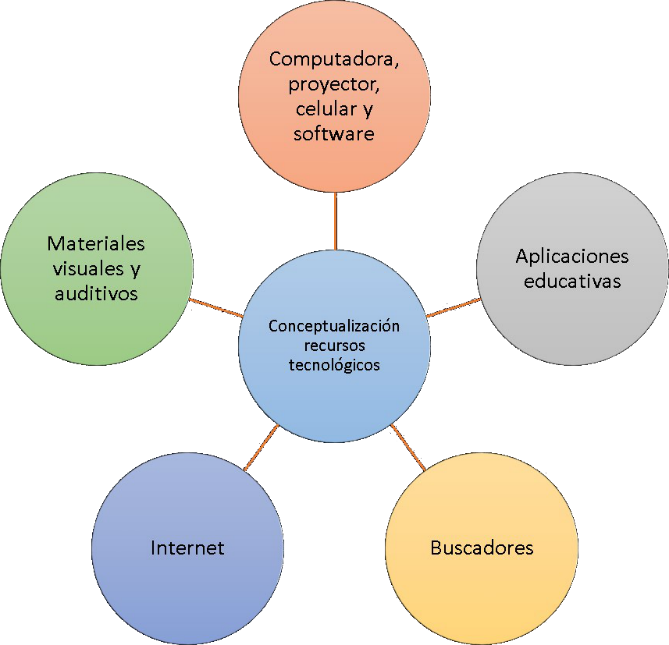 Computadora,
proyector,
celular y
software
Materiales
visuales y
auditivos
Aplicaciones
educativas
Conceptualización
recursos
tecnológicos
Internet
Buscadores